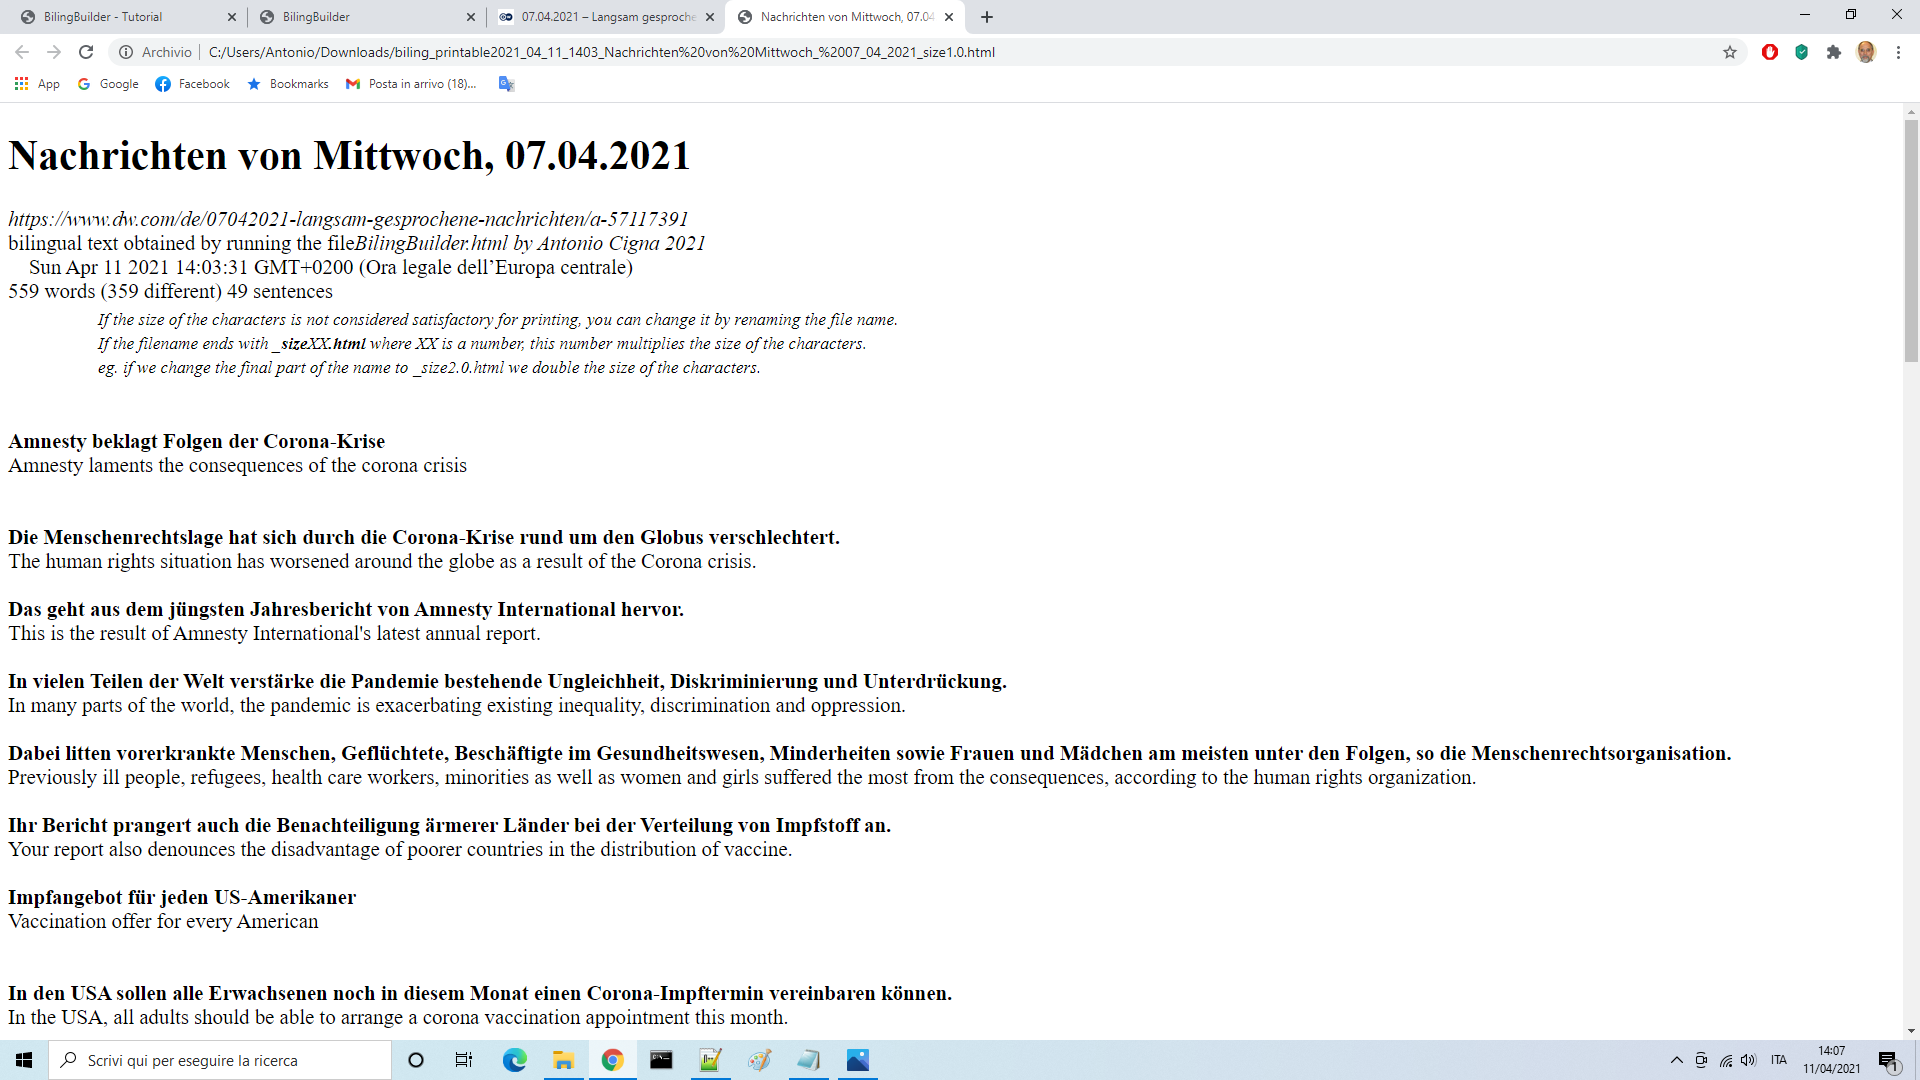 BilingBuilder - Tutorial
BilingBuilder
07.04.2021 – Langsam gesproche
Nachrichten von Mittwoch, 07.04
Archivio
C:/Users/Antonio/Downloads/biling_printable2021_04_11_1403_Nachrichten%20von%20Mittwoch_%2007_04_2021_size1.0.html
App
Google
Facebook
Bookmarks
Posta in arrivo (18)...
Nachrichten von Mittwoch, 07.04.2021
https://www.dw.com/de/07042021-langsam-gesprochene-nachrichten/a-57117391
bilingual text obtained by running the fileBilingBuilder.html by Antonio Cigna 2021
Sun Apr 11 2021 14:03:31 GMT+0200 (Ora legale dell’Europa centrale)
559 words (359 different) 49 sentences
If the size of the characters is not considered satisfactory for printing, you can change it by renaming the file name.
If the filename ends with _sizeXX.html where XX is a number, this number multiplies the size of the characters.
eg. if we change the final part of the name to _size2.0.html we double the size of the characters.
Amnesty beklagt Folgen der Corona-Krise
Amnesty laments the consequences of the corona crisis
Die Menschenrechtslage hat sich durch die Corona-Krise rund um den Globus verschlechtert.
The human rights situation has worsened around the globe as a result of the Corona crisis.
Das geht aus dem jüngsten Jahresbericht von Amnesty International hervor.
This is the result of Amnesty International's latest annual report.
In vielen Teilen der Welt verstärke die Pandemie bestehende Ungleichheit, Diskriminierung und Unterdrückung.
In many parts of the world, the pandemic is exacerbating existing inequality, discrimination and oppression.
Dabei litten vorerkrankte Menschen, Geflüchtete, Beschäftigte im Gesundheitswesen, Minderheiten sowie Frauen und Mädchen am meisten unter den Folgen, so die Menschenrechtsorganisation.
Previously ill people, refugees, health care workers, minorities as well as women and girls suffered the most from the consequences, according to the human rights organization.
Ihr Bericht prangert auch die Benachteiligung ärmerer Länder bei der Verteilung von Impfstoff an.
Your report also denounces the disadvantage of poorer countries in the distribution of vaccine.
Impfangebot für jeden US-Amerikaner
Vaccination offer for every American
In den USA sollen alle Erwachsenen noch in diesem Monat einen Corona-Impftermin vereinbaren können.
In the USA, all adults should be able to arrange a corona vaccination appointment this month.
Scrivi qui per eseguire la ricerca
ITA
14:07
11/04/2021
1